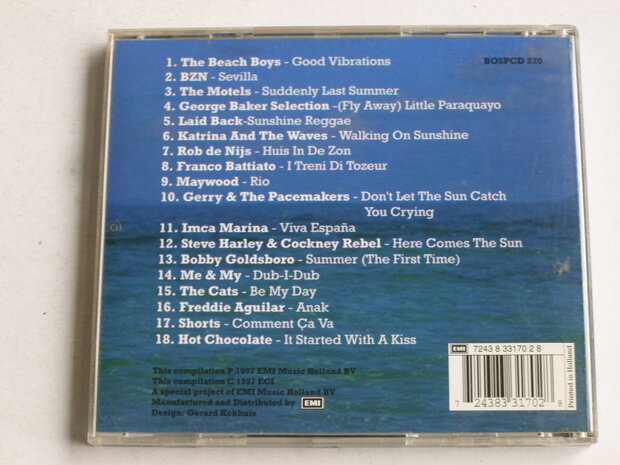 BOSPCD 220
1. The Beach Boys - Good Vibrations
2. BZN - Sevilla
3. The Motels - Suddenly Last Summer
4. George Baker Selection -(Fly Away) Little Paraquayo
5. Laid Back-Sunshine Reggae
6. Katrina And The Waves - Walking On Sunshine
7. Rob de Nijs - Huis In De Zon
8. Franco Battiato - I Treni Di Tozeur
9. Maywood - Rio
10. Gerry & The Pacemakers - Don't Let The Sun Catch
You Crying
11. Imca Marina - Viva España
12. Steve Harley & Cockney Rebel - Here Comes The Sun
13. Bobby Goldsboro - Summer (The First Time)
14. Me & My - Dub-I-Dub
15. The Cats - Be My Day
16. Freddie Aguilar - Anak
17. Shorts - Comment Ça Va
18. Hot Chocolate - It Started With A Kiss
This compilation P 1997 EMI Music Holland BV
This compilation C 1997 ECI
A special project of EMI Music Holland BV
Manufactured and Distributed by EMI
Design: Gerard Kokhuis
EMI 7243 8 33170 2 8
7 24383 31702 8
Printed in Holland